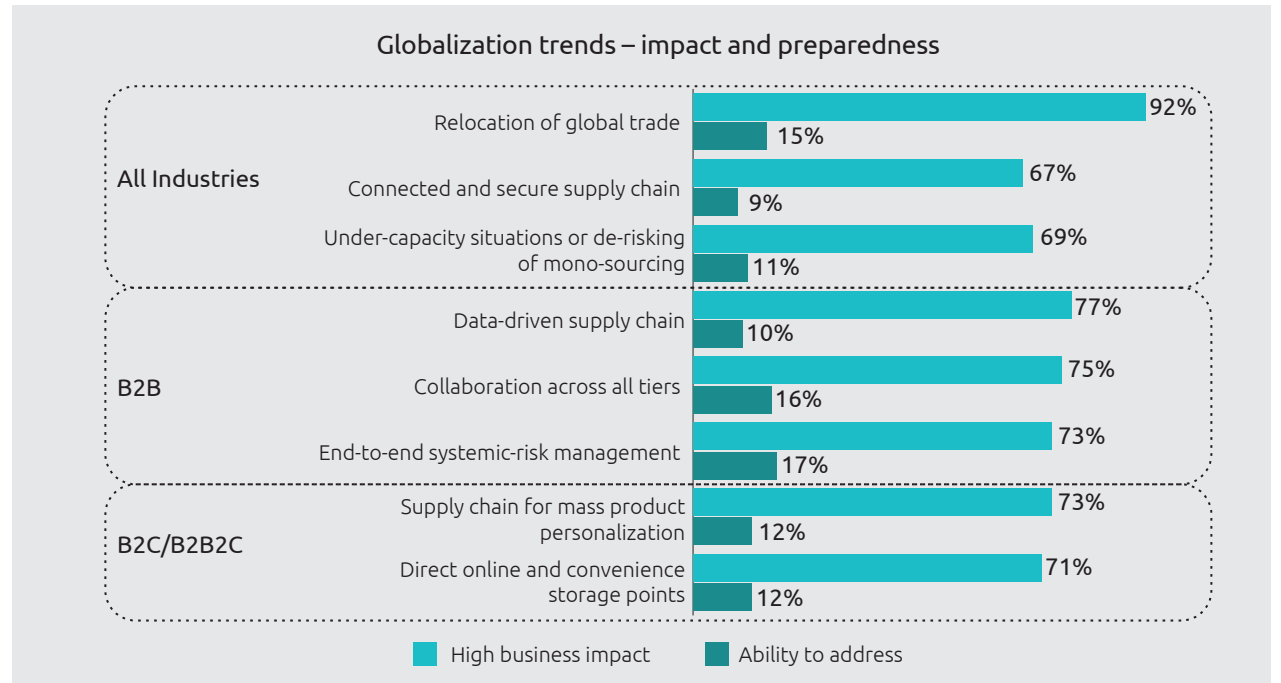 Globalization trends – impact and preparedness
All Industries
Relocation of global trade
92%
15%
Connected and secure supply chain
67%
9%
Under-capacity situations or de-risking
of mono-sourcing
69%
11%
B2B
Data-driven supply chain
77%
10%
Collaboration across all tiers
75%
16%
End-to-end systemic-risk management
73%
17%
B2C/B2B2C
Supply chain for mass product
personalization
73%
12%
Direct online and convenience
storage points
71%
12%
High business impact
Ability to address